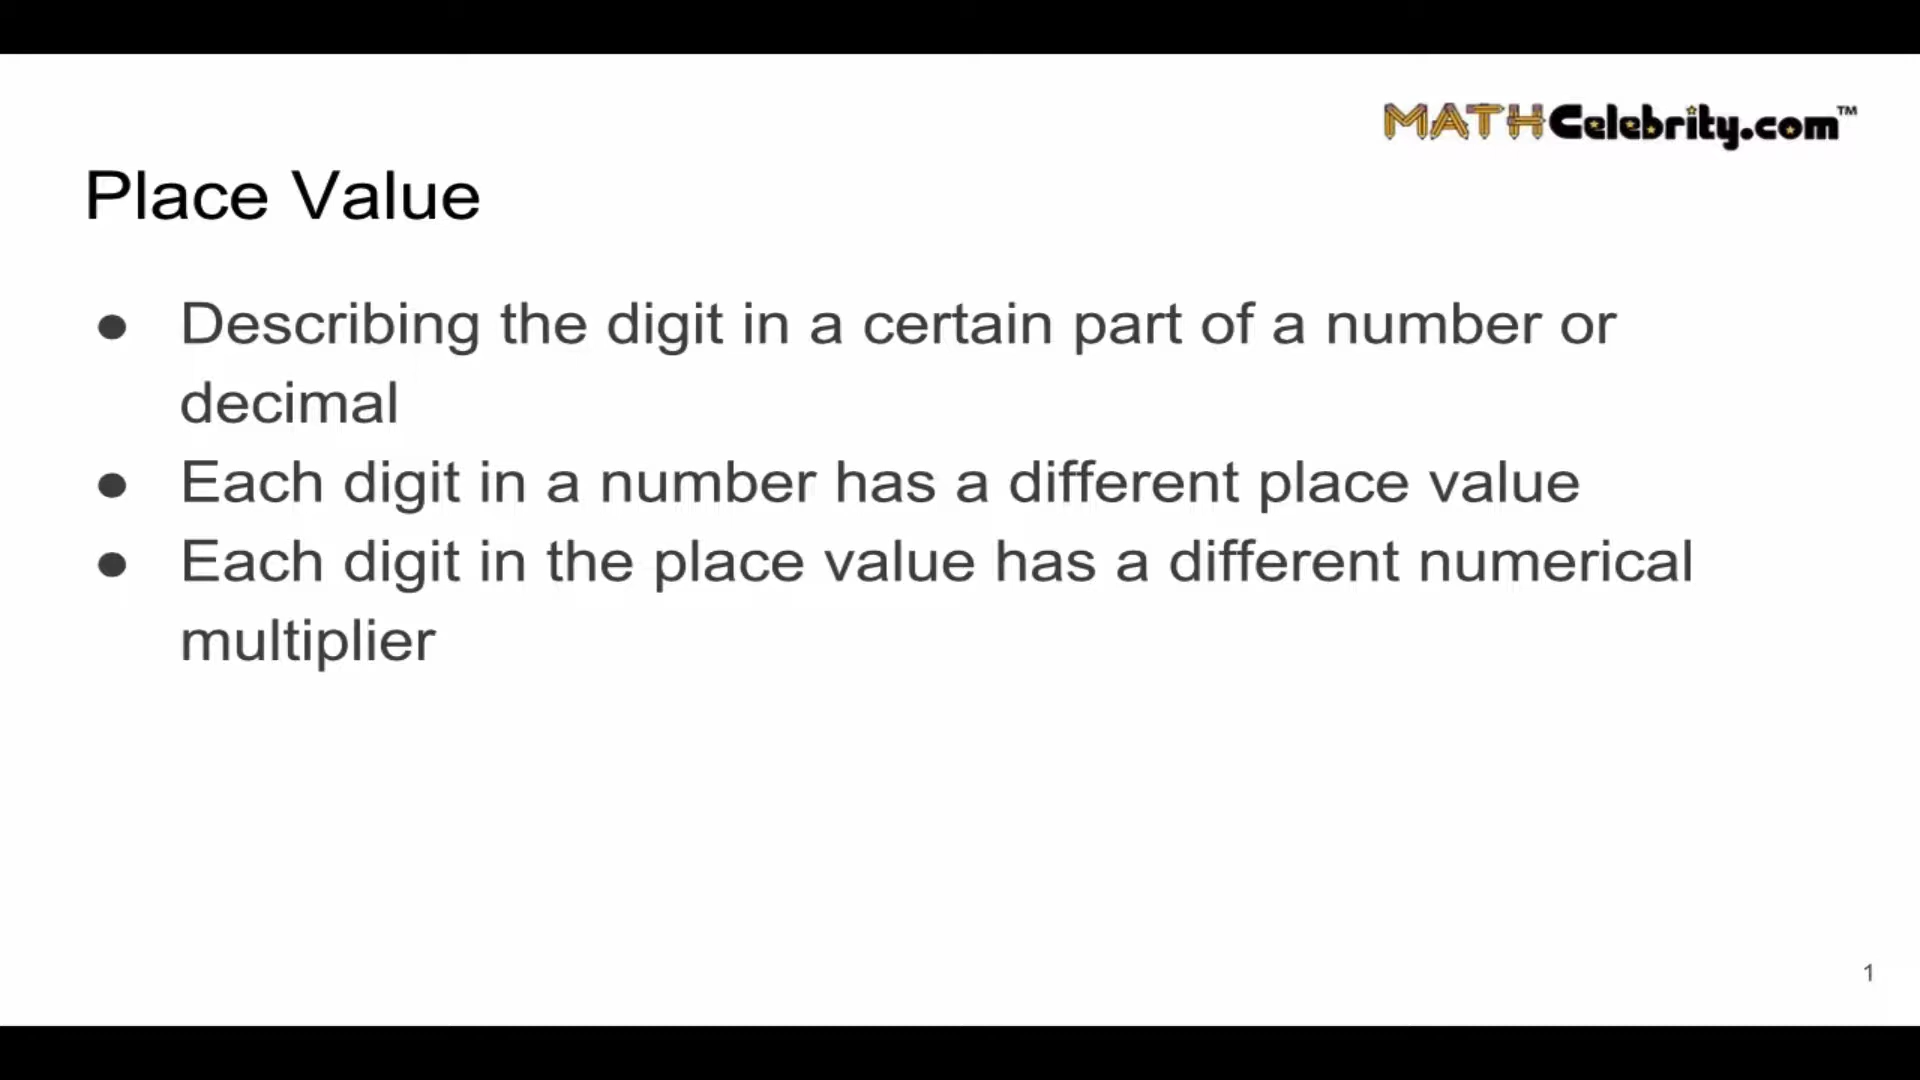 MATHCelebrity.com™
Place Value
● Describing the digit in a certain part of a number or
decimal
● Each digit in a number has a different place value
● Each digit in the place value has a different numerical
multiplier
1